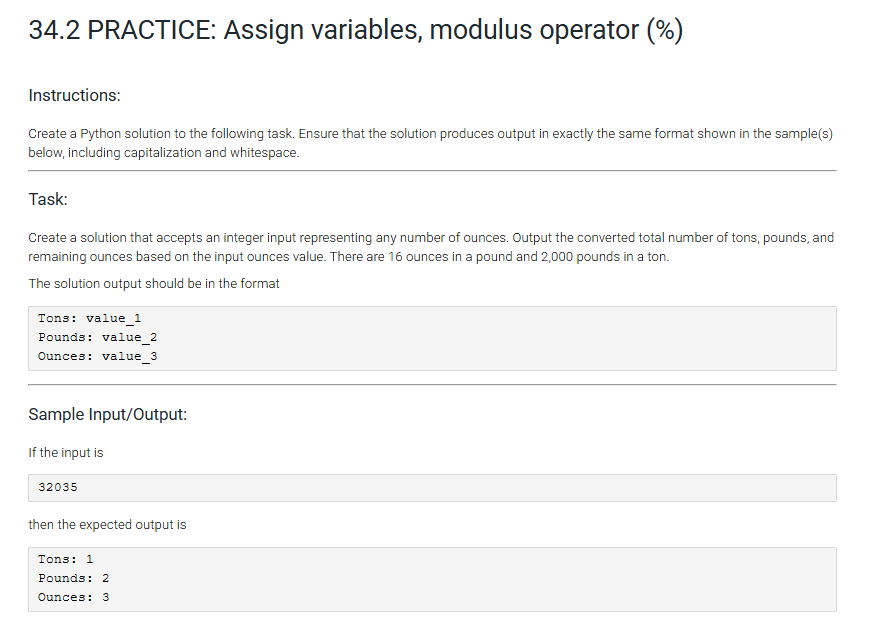 34.2 PRACTICE: Assign variables, modulus operator (%)
Instructions:
Create a Python solution to the following task. Ensure that the solution produces output in exactly the same format shown in the sample(s)
below, including capitalization and whitespace.
Task:
Create a solution that accepts an integer input representing any number of ounces. Output the converted total number of tons, pounds, and
remaining ounces based on the input ounces value. There are 16 ounces in a pound and 2,000 pounds in a ton.
The solution output should be in the format
Tons: value_1
Pounds: value_2
Ounces: value_3
Sample Input/Output:
If the input is
32035
then the expected output is
Tons: 1
Pounds: 2
Ounces: 3